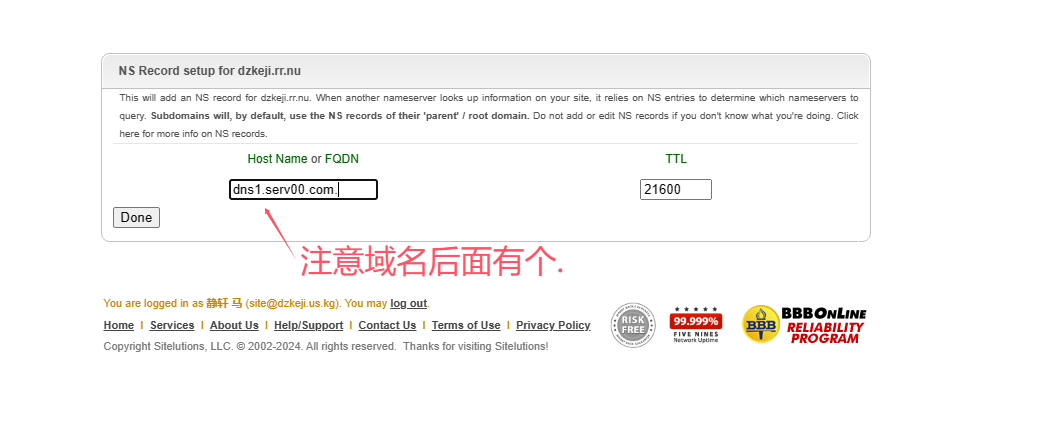 NS Record setup for dzkeji.rr.nu
This will add an NS record for dzkeji.rr.nu. When another nameserver looks up information on your site, it relies on NS entries to determine which nameservers to
query. Subdomains will, by default, use the NS records of their 'parent' / root domain. Do not add or edit NS records if you don't know what you're doing. Click
here for more info on NS records.
Host Name or FQDN TTL
dns1.serv00.com. 21600
Done
注意域名后面有个.
You are logged in as 静轩 马 (site@dzkeji.us.kg). You may log out.
Home | Services | About Us | Help/Support | Contact Us | Terms of Use | Privacy Policy
Copyright Sitelutions, LLC. © 2002-2024. All rights reserved. Thanks for visiting Sitelutions!
RISK
FREE
99.999%
FIVE NINES
Network Uptime
BBB
BBBONLINE
RELIABILITY
PROGRAM